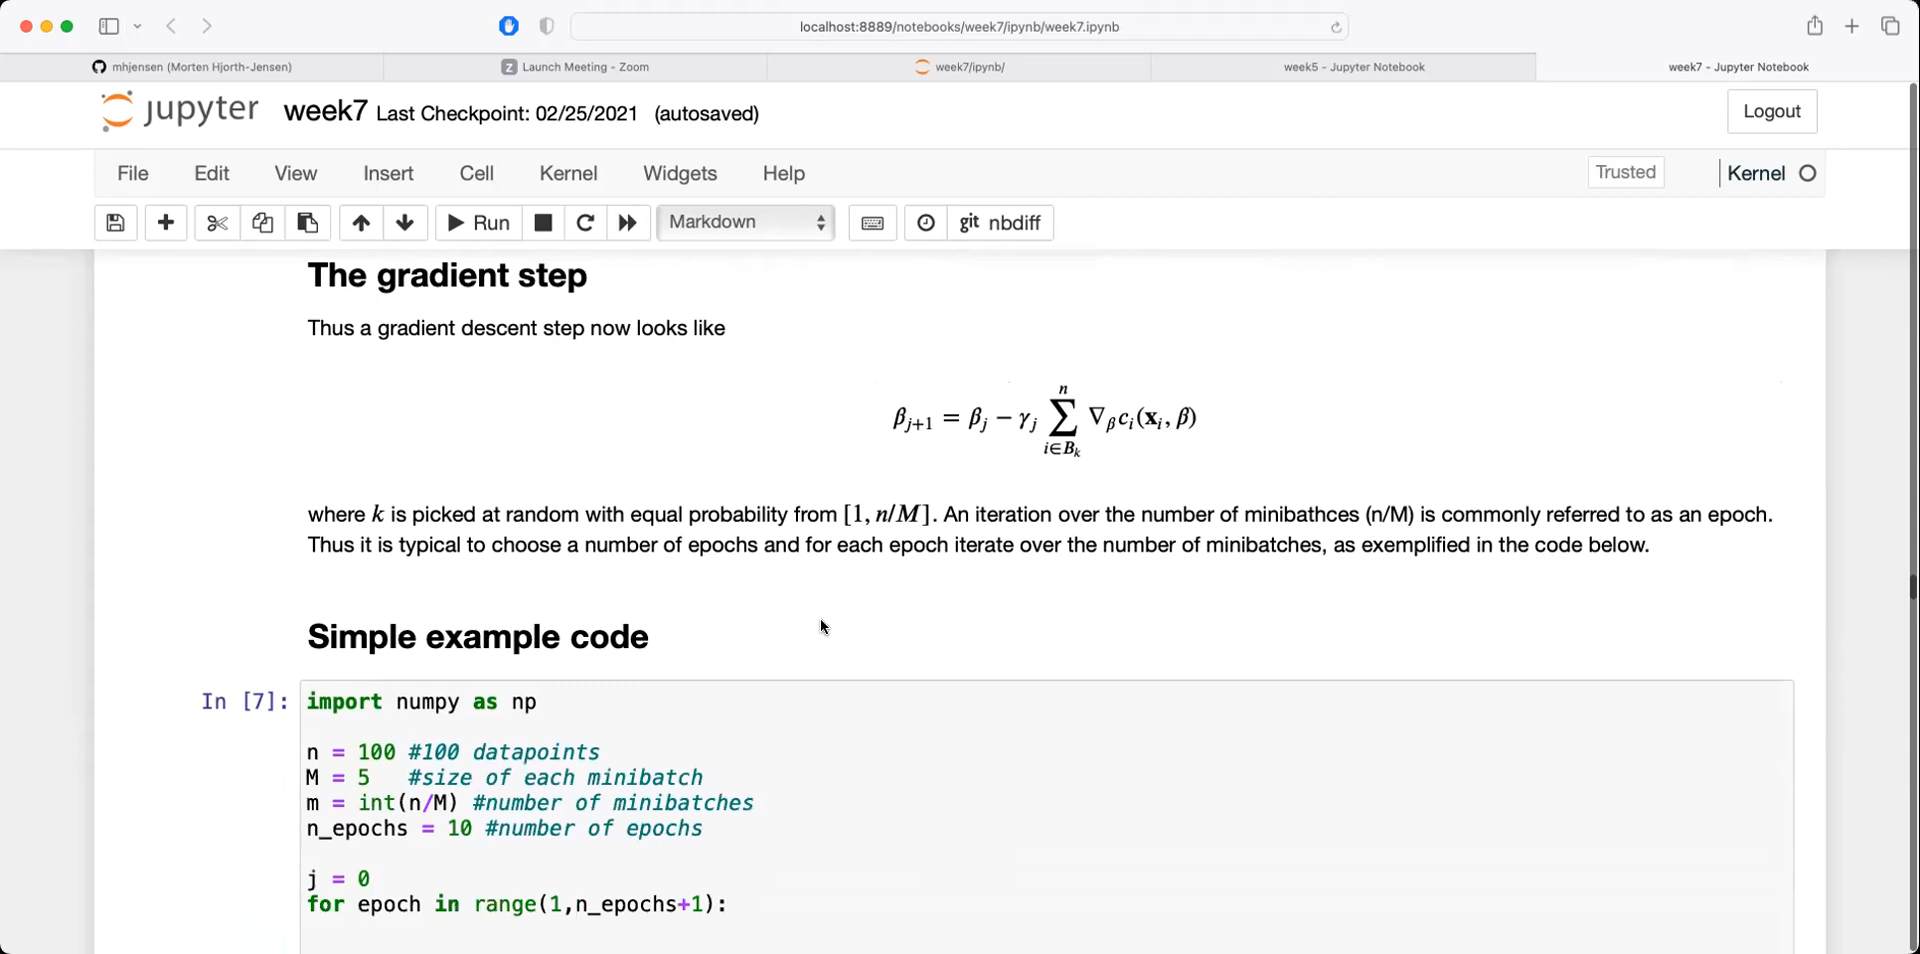 localhost:8889/notebooks/week7/ipynb/week7.ipynb
mhjensen (Morten Hjorth-Jensen)
Z Launch Meeting - Zoom
week7/ipynb/
week5 - Jupyter Notebook
week7 - Jupyter Notebook
jupyter week7 Last Checkpoint: 02/25/2021 (autosaved)
Logout
File Edit View Insert Cell Kernel Widgets Help
Trusted
Kernel
Run
Markdown
git nbdiff
The gradient step
Thus a gradient descent step now looks like
β_{j+1} = β_j − γ_j ∑_{i∈B_k}^{n} ∇_β c_i(x_i, β)
where k is picked at random with equal probability from [1, n/M]. An iteration over the number of minibathces (n/M) is commonly referred to as an epoch.
Thus it is typical to choose a number of epochs and for each epoch iterate over the number of minibatches, as exemplified in the code below.
Simple example code
In [7]:
import numpy as np
n = 100 #100 datapoints
M = 5 #size of each minibatch
m = int(n/M) #number of minibatches
n_epochs = 10 #number of epochs
j = 0
for epoch in range(1,n_epochs+1):